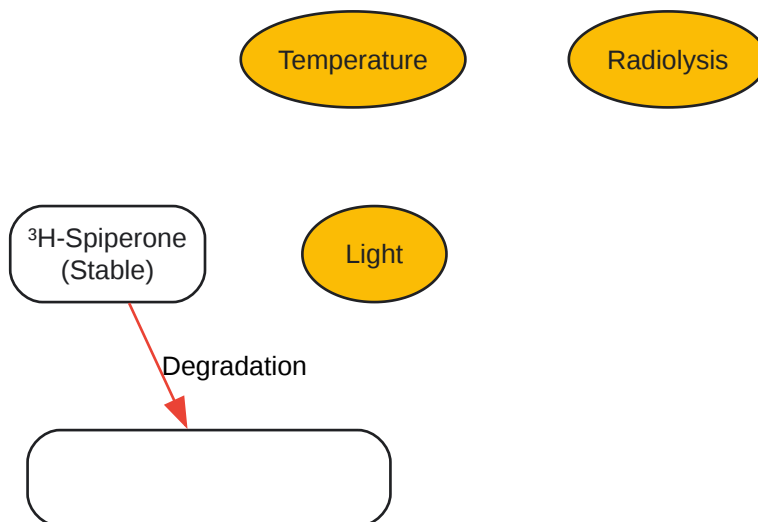 Temperature
Radiolysis
³H-Spiperone
(Stable)
Light
Degradation